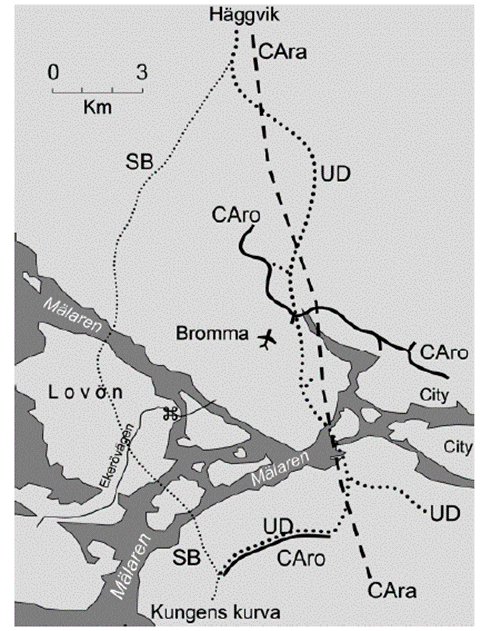 Häggvik
0 3
Km
CAra
SB
UD
CAro
Mälaren
Bromma
CAro
Lovön
City
Ekerövägen
City
Mälaren
UD
Mälaren
UD
SB
CAro
CAra
Kungens kurva